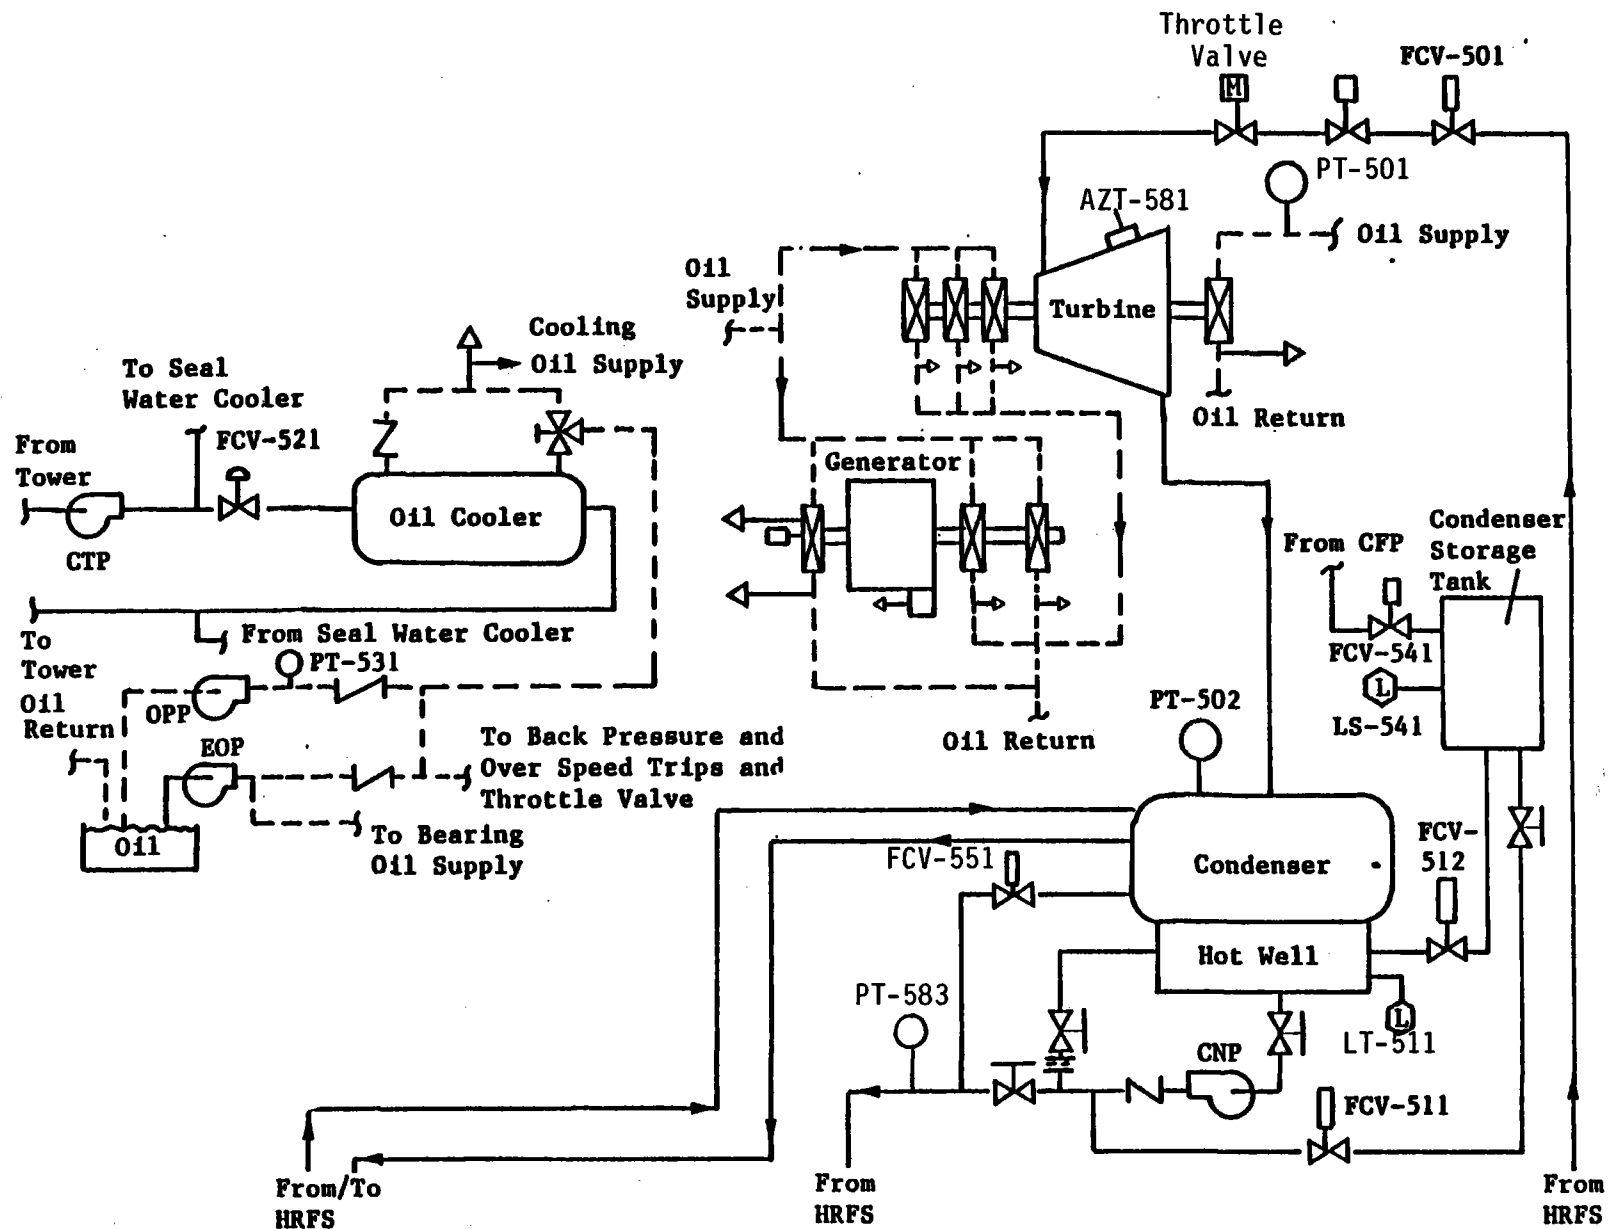 Throttle
Valve
M
FCV-501
PT-501
AZT-581
Oil Supply
Oil
Supply
Turbine
Cooling
Oil Supply
To Seal
Water Cooler
Oil Return
From
Tower
FCV-521
Generator
Oil Cooler
CTP
Condenser
Storage
Tank
From CFP
To
Tower
From Seal Water Cooler
FCV-541
PT-531
L
LS-541
Oil
Return
OPP
PT-502
EOP
To Back Pressure and
Over Speed Trips and
Throttle Valve
Oil Return
Oil
To Bearing
Oil Supply
FCV-551
Condenser
FCV-
512
Hot Well
PT-583
L
LT-511
CNP
FCV-511
From/To
HRFS
From
HRFS
From
HRFS